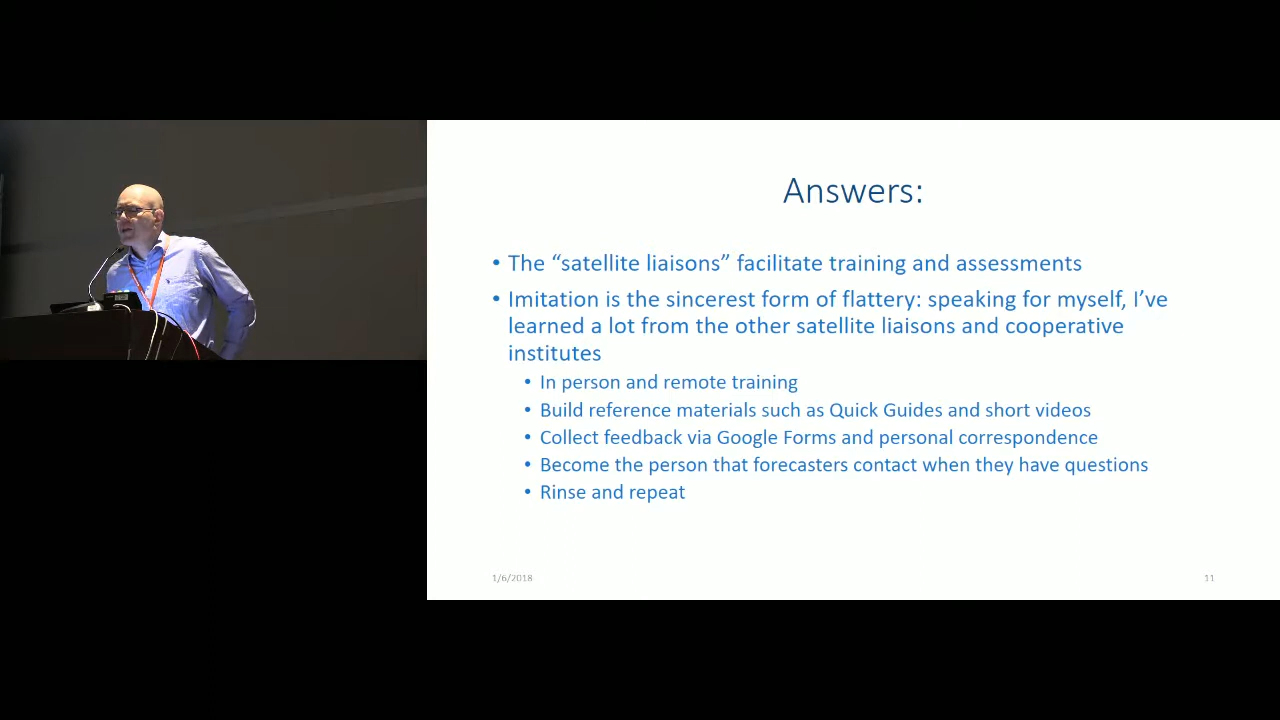 Answers:
• The “satellite liaisons” facilitate training and assessments
• Imitation is the sincerest form of flattery: speaking for myself, I’ve
learned a lot from the other satellite liaisons and cooperative
institutes
• In person and remote training
• Build reference materials such as Quick Guides and short videos
• Collect feedback via Google Forms and personal correspondence
• Become the person that forecasters contact when they have questions
• Rinse and repeat
1/6/2018
11